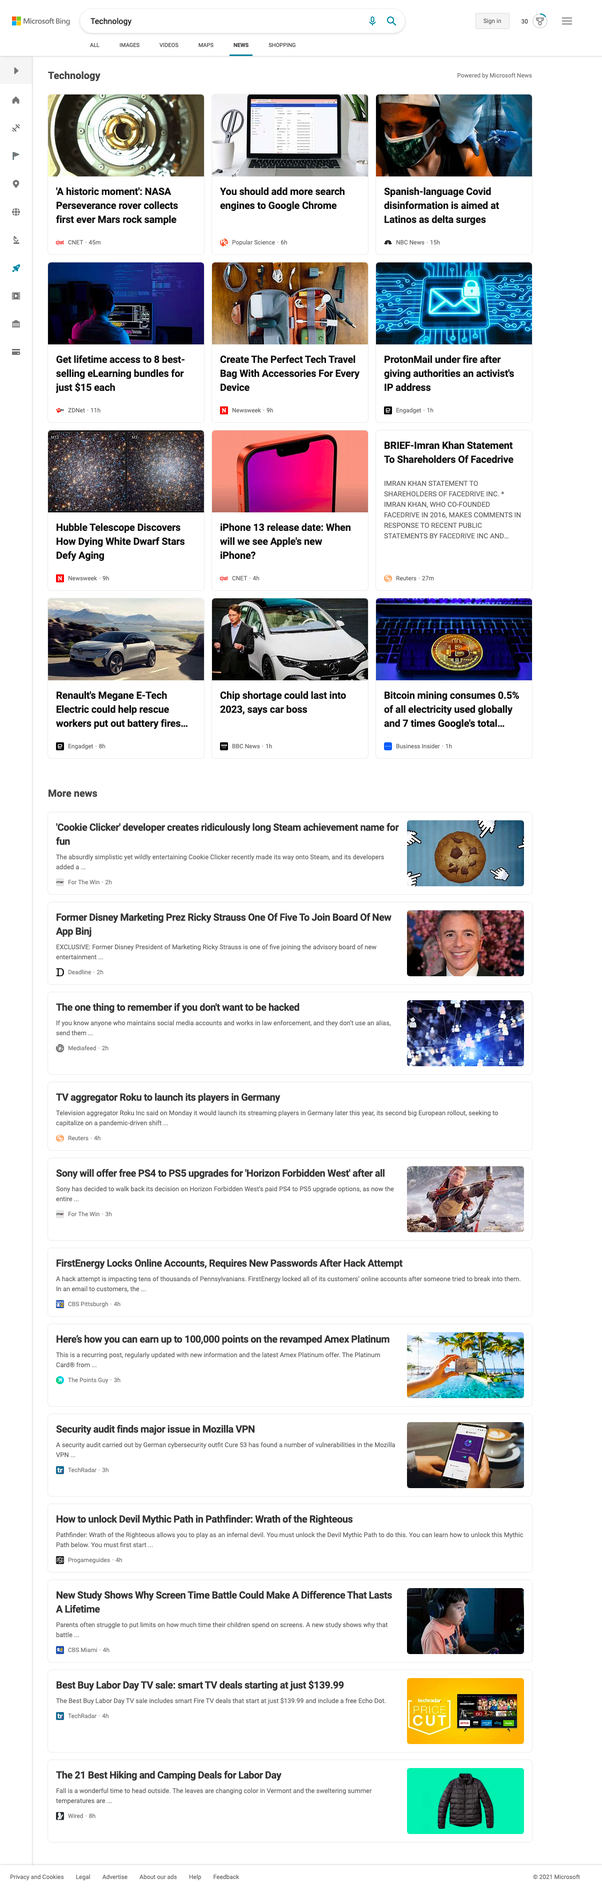 Microsoft Bing
Technology
Sign in
30
ALL
IMAGES
VIDEOS
MAPS
NEWS
SHOPPING
Technology
Powered by Microsoft News
'A historic moment': NASA
Perseverance rover collects
first ever Mars rock sample
CNET · 45m
You should add more search
engines to Google Chrome
Popular Science · 6h
Spanish-language Covid
disinformation is aimed at
Latinos as delta surges
NBC News · 15h
Get lifetime access to 8 best-
selling eLearning bundles for
just $15 each
ZDNet · 11h
Create The Perfect Tech Travel
Bag With Accessories For Every
Device
Newsweek · 9h
ProtonMail under fire after
giving authorities an activist's
IP address
Engadget · 1h
Hubble Telescope Discovers
How Dying White Dwarf Stars
Defy Aging
Newsweek · 9h
iPhone 13 release date: When
will we see Apple's new
iPhone?
CNET · 4h
BRIEF-Imran Khan Statement
To Shareholders Of Facedrive
IMRAN KHAN STATEMENT TO
SHAREHOLDERS OF FACEDRIVE INC. *
IMRAN KHAN, WHO CO-FOUNDED
FACEDRIVE IN 2016, MAKES COMMENTS IN
RESPONSE TO RECENT PUBLIC
STATEMENTS BY FACEDRIVE INC AND...
Reuters · 27m
Renault's Megane E-Tech
Electric could help rescue
workers put out battery fires...
Engadget · 8h
Chip shortage could last into
2023, says car boss
BBC News · 1h
Bitcoin mining consumes 0.5%
of all electricity used globally
and 7 times Google's total...
Business Insider · 1h
More news
'Cookie Clicker' developer creates ridiculously long Steam achievement name for
fun
The absurdly simplistic yet wildly entertaining Cookie Clicker recently made its way onto Steam, and its developers
added a ...
For The Win · 2h
Former Disney Marketing Prez Ricky Strauss One Of Five To Join Board Of New
App Binj
EXCLUSIVE: Former Disney President of Marketing Ricky Strauss is one of five joining the advisory board of new
entertainment ...
Deadline · 2h
The one thing to remember if you don't want to be hacked
If you know anyone who maintains social media accounts and works in law enforcement, and they don't use an alias,
send them ...
Mediafeed · 2h
TV aggregator Roku to launch its players in Germany
Television aggregator Roku Inc said on Monday it would launch its streaming players in Germany later this year, its second big European rollout, seeking to
capitalize on a pandemic-driven shift ...
Reuters · 4h
Sony will offer free PS4 to PS5 upgrades for 'Horizon Forbidden West' after all
Sony has decided to walk back its decision on Horizon Forbidden West's paid PS4 to PS5 upgrade options, as now the
entire ...
For The Win · 3h
FirstEnergy Locks Online Accounts, Requires New Passwords After Hack Attempt
A hack attempt is impacting tens of thousands of Pennsylvanians. FirstEnergy locked all of its customers' online accounts after someone tried to break into them.
In an email to customers, the ...
CBS Pittsburgh · 4h
Here's how you can earn up to 100,000 points on the revamped Amex Platinum
This is a recurring post, regularly updated with new information and the latest Amex Platinum offer. The Platinum
Card® from ...
The Points Guy · 3h
Security audit finds major issue in Mozilla VPN
A security audit carried out by German cybersecurity outfit Cure 53 has found a number of vulnerabilities in the Mozilla
VPN ...
TechRadar · 3h
How to unlock Devil Mythic Path in Pathfinder: Wrath of the Righteous
Pathfinder: Wrath of the Righteous allows you to play as an infernal devil. You must unlock the Devil Mythic Path to do this. You can learn how to unlock this Mythic
Path below. You must first start ...
Progameguides · 4h
New Study Shows Why Screen Time Battle Could Make A Difference That Lasts
A Lifetime
Parents often struggle to put limits on how much time their children spend on screens. A new study shows why that
battle ...
CBS Miami · 4h
Best Buy Labor Day TV sale: smart TV deals starting at just $139.99
The Best Buy Labor Day TV sale includes smart Fire TV deals that start at just $139.99 and include a free Echo Dot.
TechRadar · 4h
techradar
PRICE
CUT
The 21 Best Hiking and Camping Deals for Labor Day
Fall is a wonderful time to head outside. The leaves are changing color in Vermont and the sweltering summer
temperatures are ...
Wired · 8h
Privacy and Cookies
Legal
Advertise
About our ads
Help
Feedback
© 2021 Microsoft